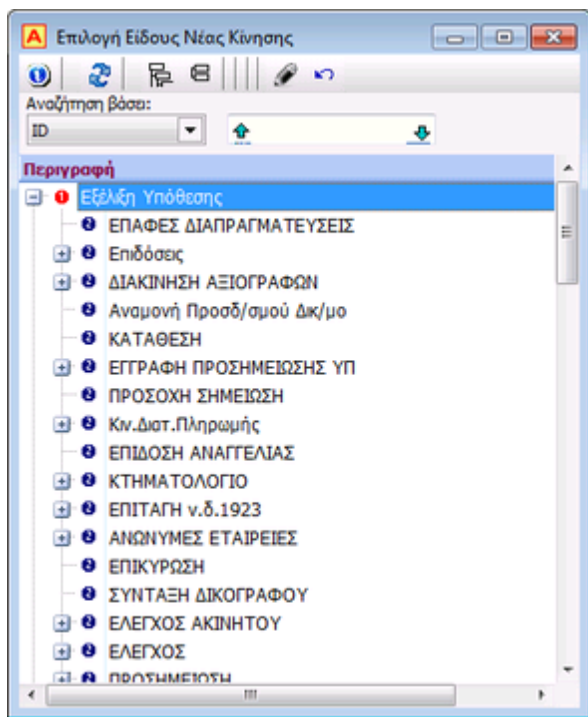 Επιλογή Είδους Νέας Κίνησης
Αναζήτηση βάσει:
ID
Περιγραφή
Εξέλιξη Υπόθεσης
ΕΠΑΦΕΣ ΔΙΑΠΡΑΓΜΑΤΕΥΣΕΙΣ
Επιδόσεις
ΔΙΑΚΙΝΗΣΗ ΑΞΙΟΓΡΑΦΩΝ
Αναμονή Προσδ/σμού Δικ/μο
ΚΑΤΑΘΕΣΗ
ΕΓΓΡΑΦΗ ΠΡΟΣΗΜΕΙΩΣΗΣ ΥΠ
ΠΡΟΣΟΧΗ ΣΗΜΕΙΩΣΗ
Κιν.Διατ.Πληρωμής
ΕΠΙΔΟΣΗ ΑΝΑΓΓΕΛΙΑΣ
ΚΤΗΜΑΤΟΛΟΓΙΟ
ΕΠΙΤΑΓΗ ν.δ.1923
ΑΝΩΝΥΜΕΣ ΕΤΑΙΡΕΙΕΣ
ΕΠΙΚΥΡΩΣΗ
ΣΥΝΤΑΞΗ ΔΙΚΟΓΡΑΦΟΥ
ΕΛΕΓΧΟΣ ΑΚΙΝΗΤΟΥ
ΕΛΕΓΧΟΣ
ΠΡΟΣΗΜΕΙΩΣΗ